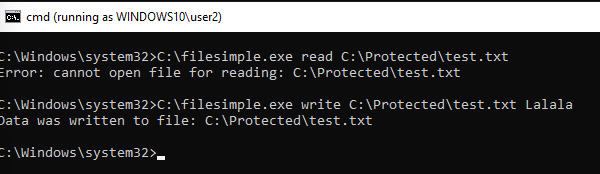 cmd (running as WINDOWS10\user2)
C:\Windows\system32>C:\filesimple.exe read C:\Protected\test.txt
Error: cannot open file for reading: C:\Protected\test.txt
C:\Windows\system32>C:\filesimple.exe write C:\Protected\test.txt Lalala
Data was written to file: C:\Protected\test.txt
C:\Windows\system32>